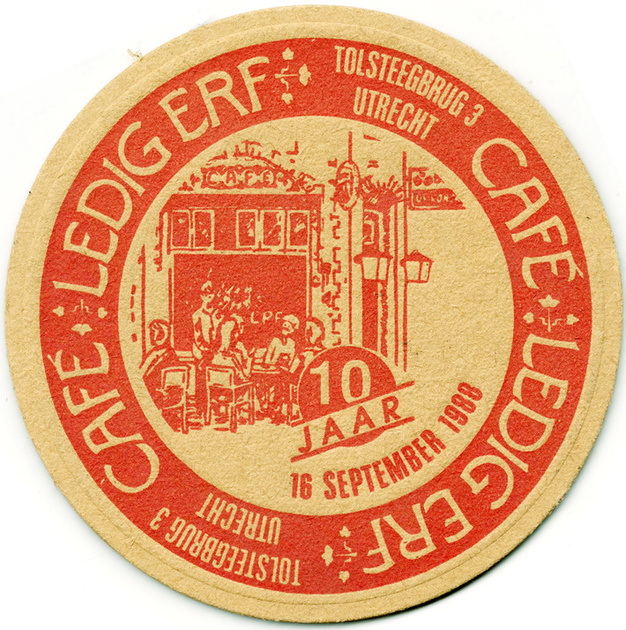 CAFÉ LEDIG ERF
TOLSTEEGBRUG 3
UTRECHT
CAFÉ LEDIG ERF
TOLSTEEGBRUG 3
UTRECHT
CAFE
10
JAAR
16 SEPTEMBER 1988